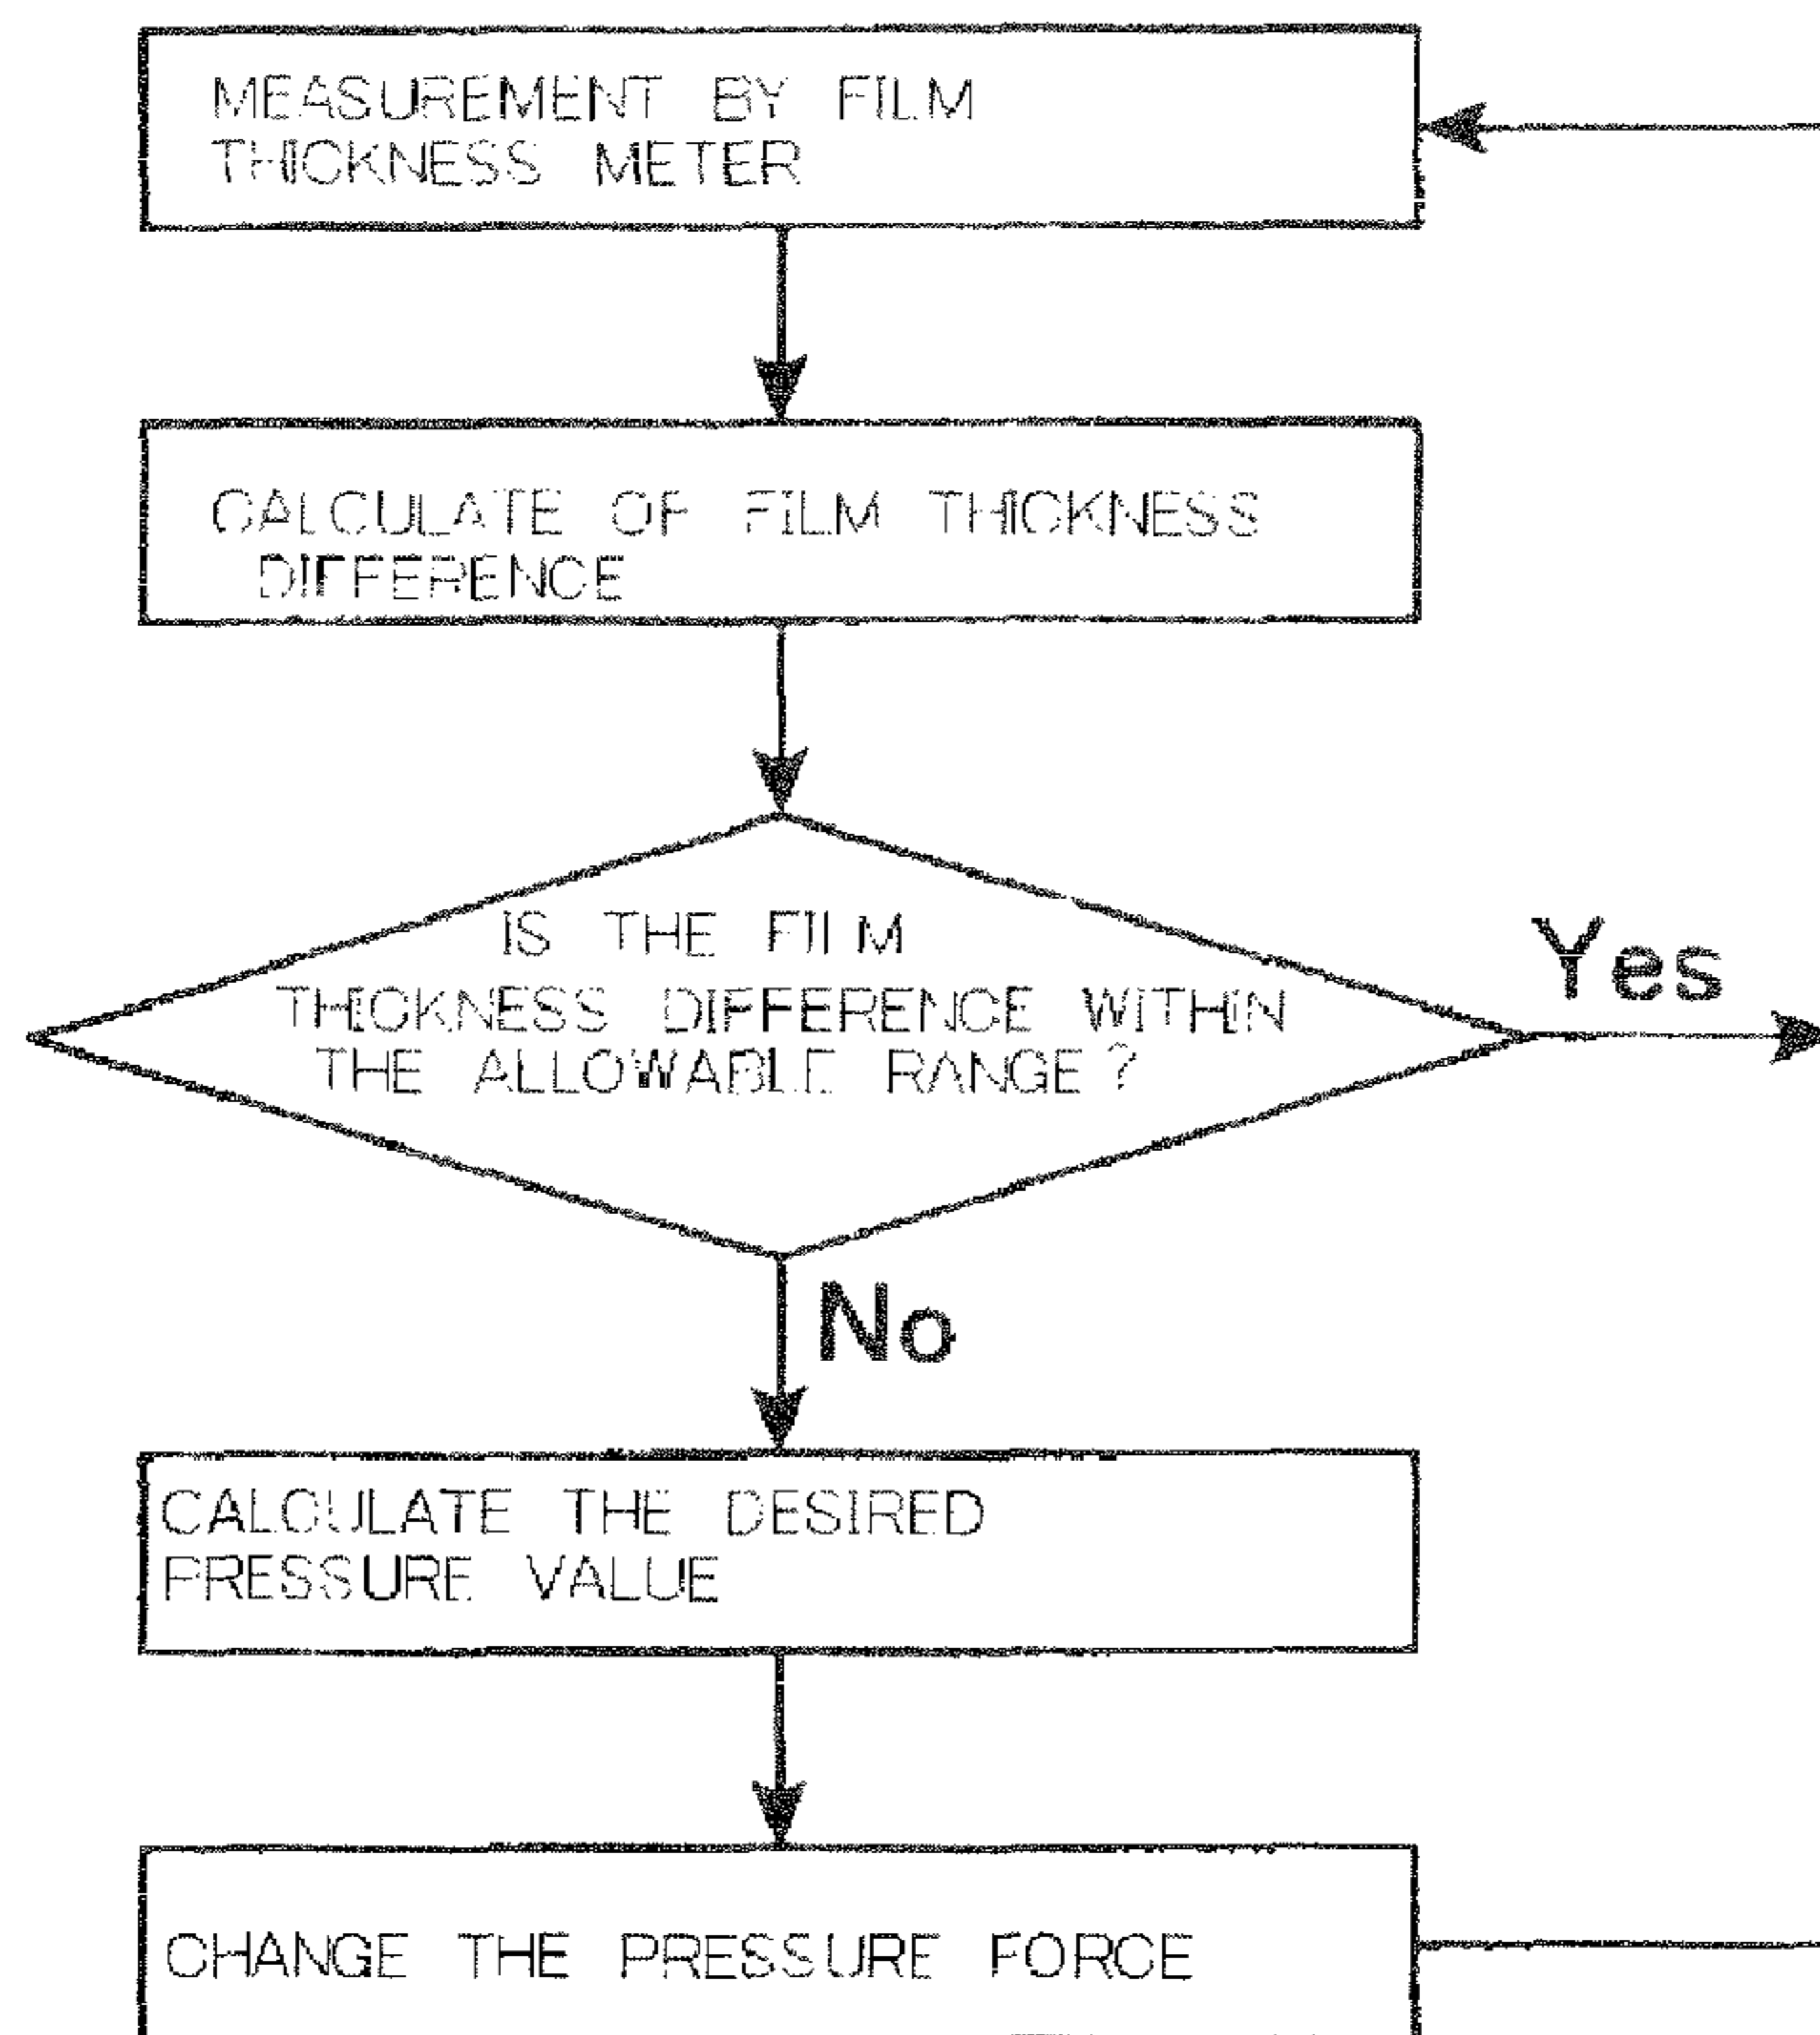 MEASUREMENT BY FILM
THICKNESS METER
CALCULATE OF FILM THICKNESS
DIFFERENCE
IS THE FILM
THICKNESS DIFFERENCE WITHIN
THE ALLOWABLE RANGE?
Yes
No
CALCULATE THE DESIRED
PRESSURE VALUE
CHANGE THE PRESSURE FORCE